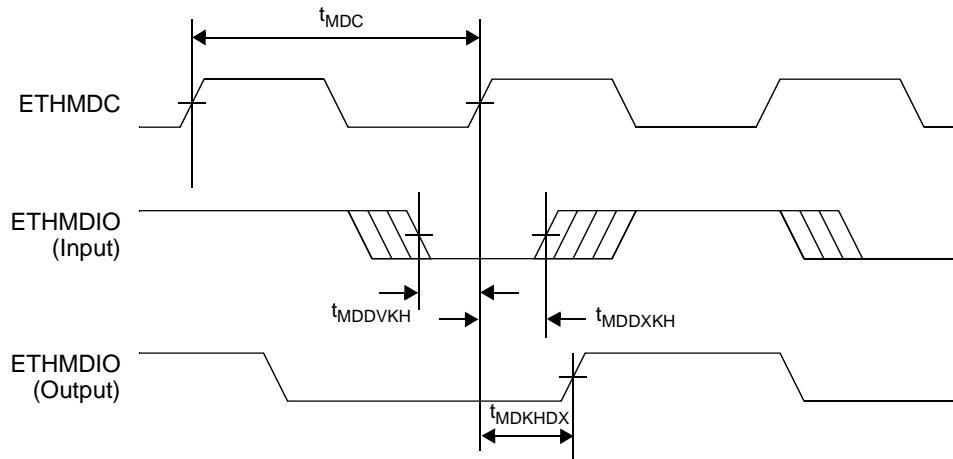 tMDC
ETHMDC
ETHMDIO
(Input)
tMDDVKH
tMDDXKH
ETHMDIO
(Output)
tMDKHDX